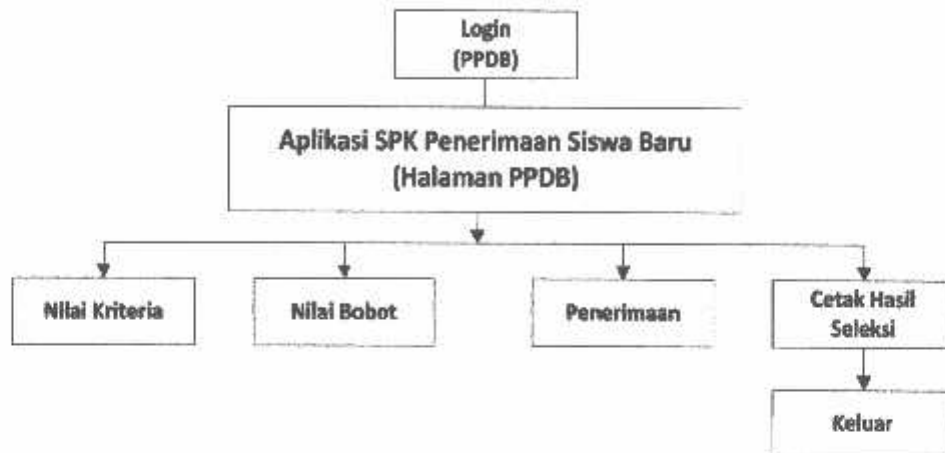 Login
(PPDB)
Aplikasi SPK Penerimaan Siswa Baru
(Halaman PPDB)
Nilai Kriteria
Nilai Bobot
Penerimaan
Cetak Hasil
Seleksi
Keluar